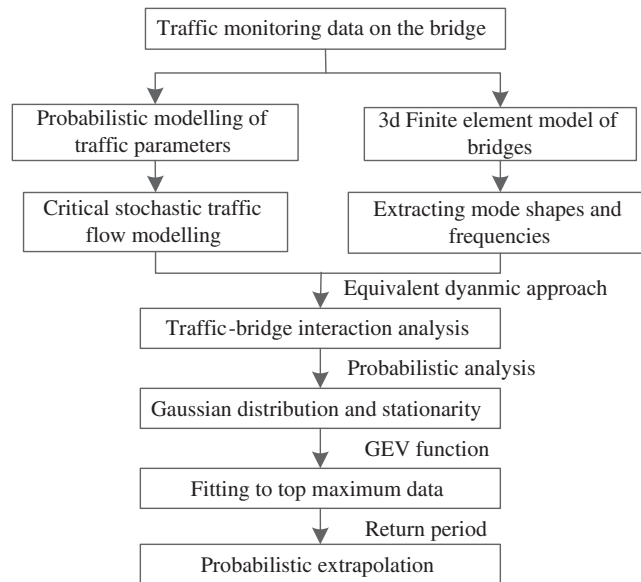 Traffic monitoring data on the bridge
Probabilistic modelling of
traffic parameters
3d Finite element model of
bridges
Critical stochastic traffic
flow modelling
Extracting mode shapes and
frequencies
Equivalent dyanmic approach
Traffic-bridge interaction analysis
Probabilistic analysis
Gaussian distribution and stationarity
GEV function
Fitting to top maximum data
Return period
Probabilistic extrapolation